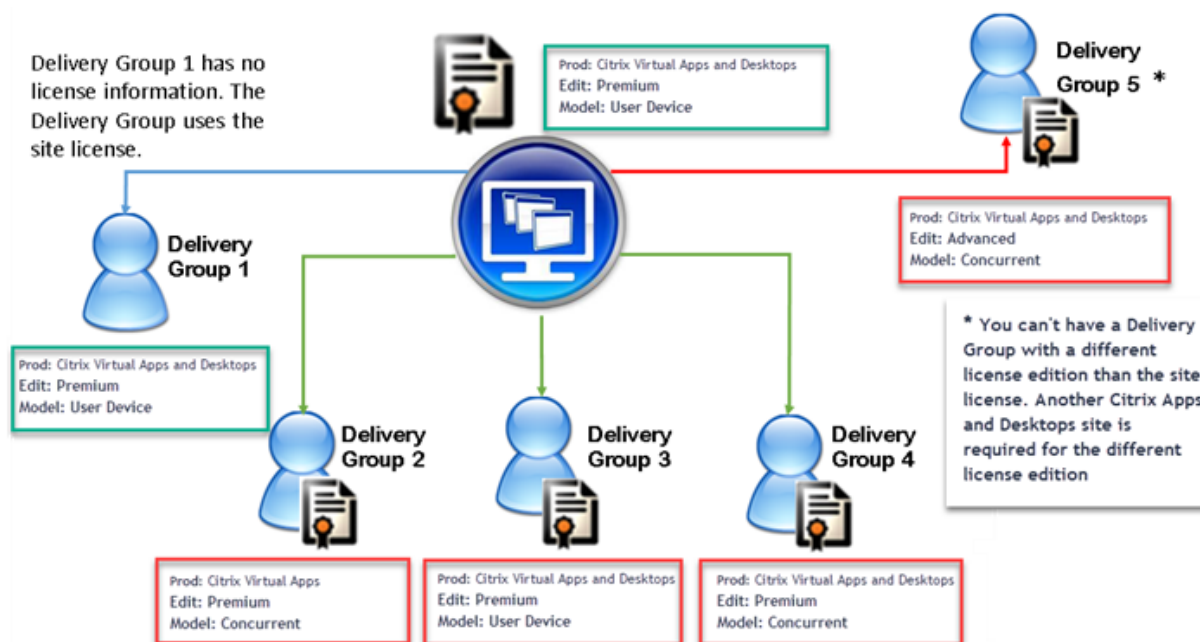 Delivery Group 1 has no
license information. The
Delivery Group uses the
site license.
Prod: Citrix Virtual Apps and Desktops
Edit: Premium
Model: User Device
Delivery
Group 5 *
Prod: Citrix Virtual Apps and Desktops
Edit: Advanced
Model: Concurrent
Delivery
Group 1
Prod: Citrix Virtual Apps and Desktops
Edit: Premium
Model: User Device
* You can't have a Delivery
Group with a different
license edition than the site
license. Another Citrix Apps
and Desktops site is
required for the different
license edition
Delivery
Group 2
Delivery
Group 3
Delivery
Group 4
Prod: Citrix Virtual Apps
Edit: Premium
Model: Concurrent
Prod: Citrix Virtual Apps and Desktops
Edit: Premium
Model: User Device
Prod: Citrix Virtual Apps and Desktops
Edit: Premium
Model: Concurrent